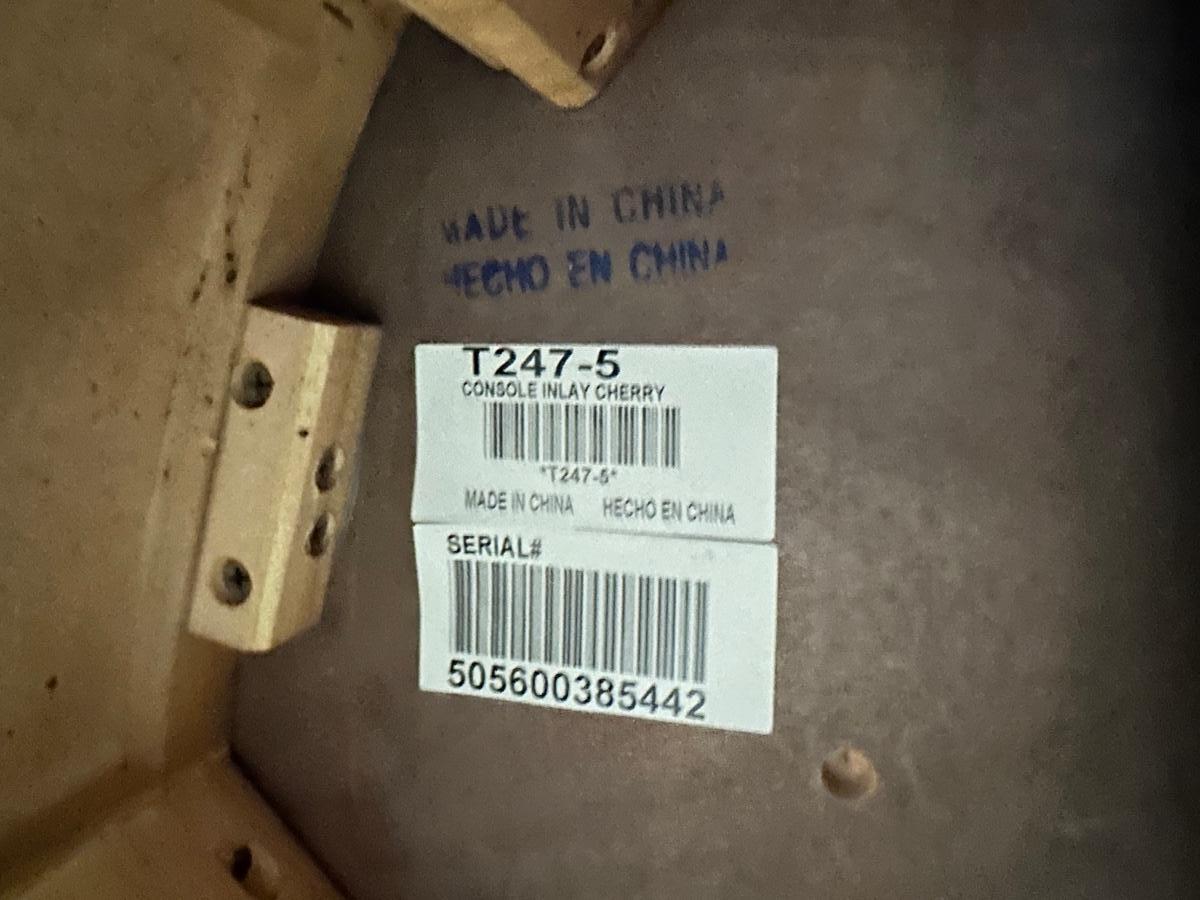 MADE IN CHINA
HECHO EN CHINA
T247-5
CONSOLE INLAY CHERRY
*T247-5*
MADE IN CHINA HECHO EN CHINA
SERIAL#
505600385442